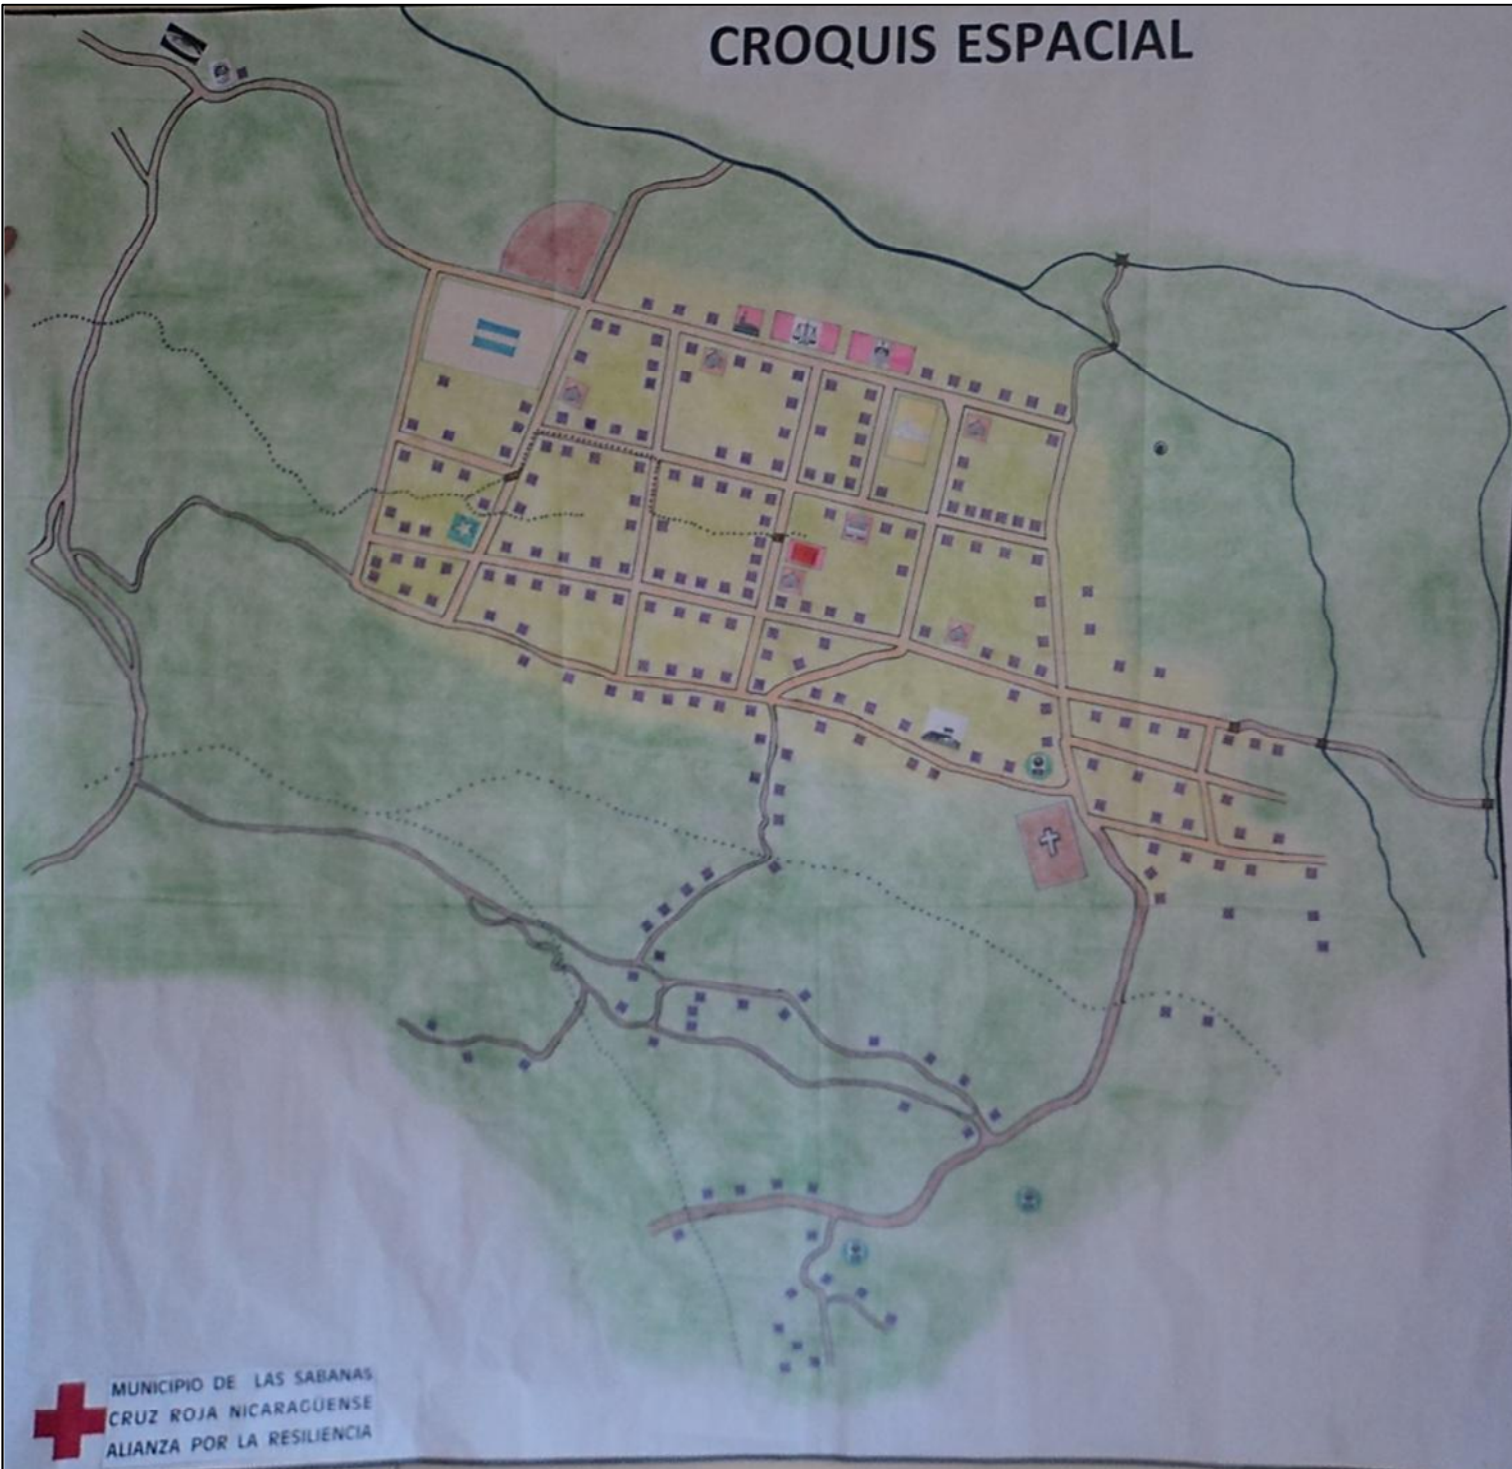 CROQUIS ESPACIAL
MUNICIPIO DE LAS SABANAS
CRUZ ROJA NICARAGÜENSE
ALIANZA POR LA RESILIENCIA